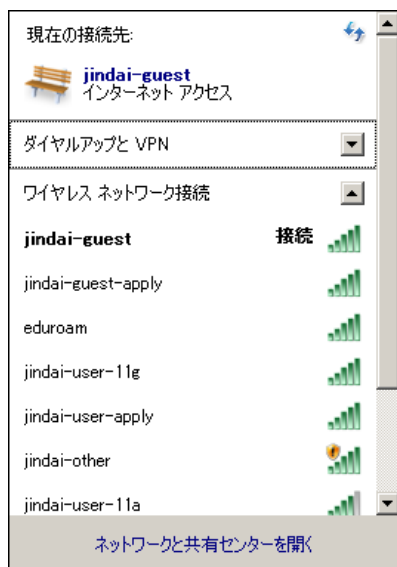 現在の接続先:
jindai-guest
インターネット アクセス
ダイヤルアップと VPN
ワイヤレス ネットワーク接続
jindai-guest 接続
jindai-guest-apply
eduroam
jindai-user-11g
jindai-user-apply
jindai-other
jindai-user-11a
ネットワークと共有センターを開く